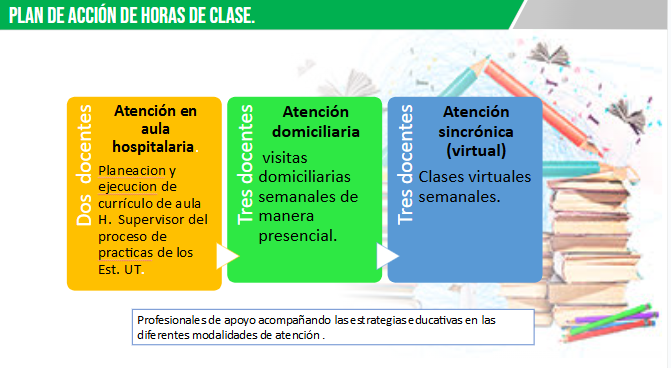 PLAN DE ACCIÓN DE HORAS DE CLASE.
Dos docentes
Atención en
aula
hospitalaria.
Planeacion y
ejecucion de
currículo de aula
H. Supervisor del
proceso de
practicas de los
Est. UT.
Tres docentes
Atención
domiciliaria
visitas
domiciliarias
semanales de
manera
presencial.
Tres docentes
Atención
sincrónica
(virtual)
Clases virtuales
semanales.
Profesionales de apoyo acompañando las estrategias educativas en las
diferentes modalidades de atención .